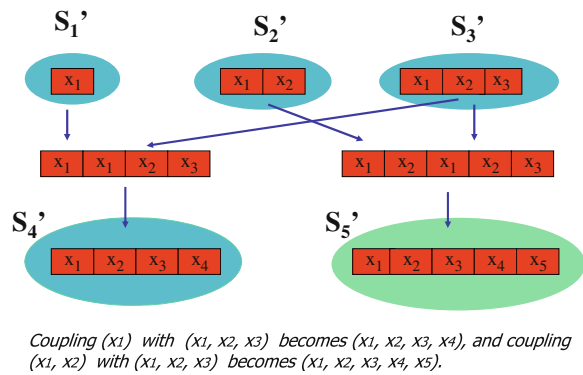 S₁’ S₂’ S₃’
x₁ x₁ x₂ x₁ x₂ x₃
x₁ x₁ x₂ x₃ x₁ x₂ x₁ x₂ x₃
S₄’ S₅’
x₁ x₂ x₃ x₄ x₁ x₂ x₃ x₄ x₅
Coupling (x1) with (x1, x2, x3) becomes (x1, x2, x3, x4), and coupling
(x1, x2) with (x1, x2, x3) becomes (x1, x2, x3, x4, x5).